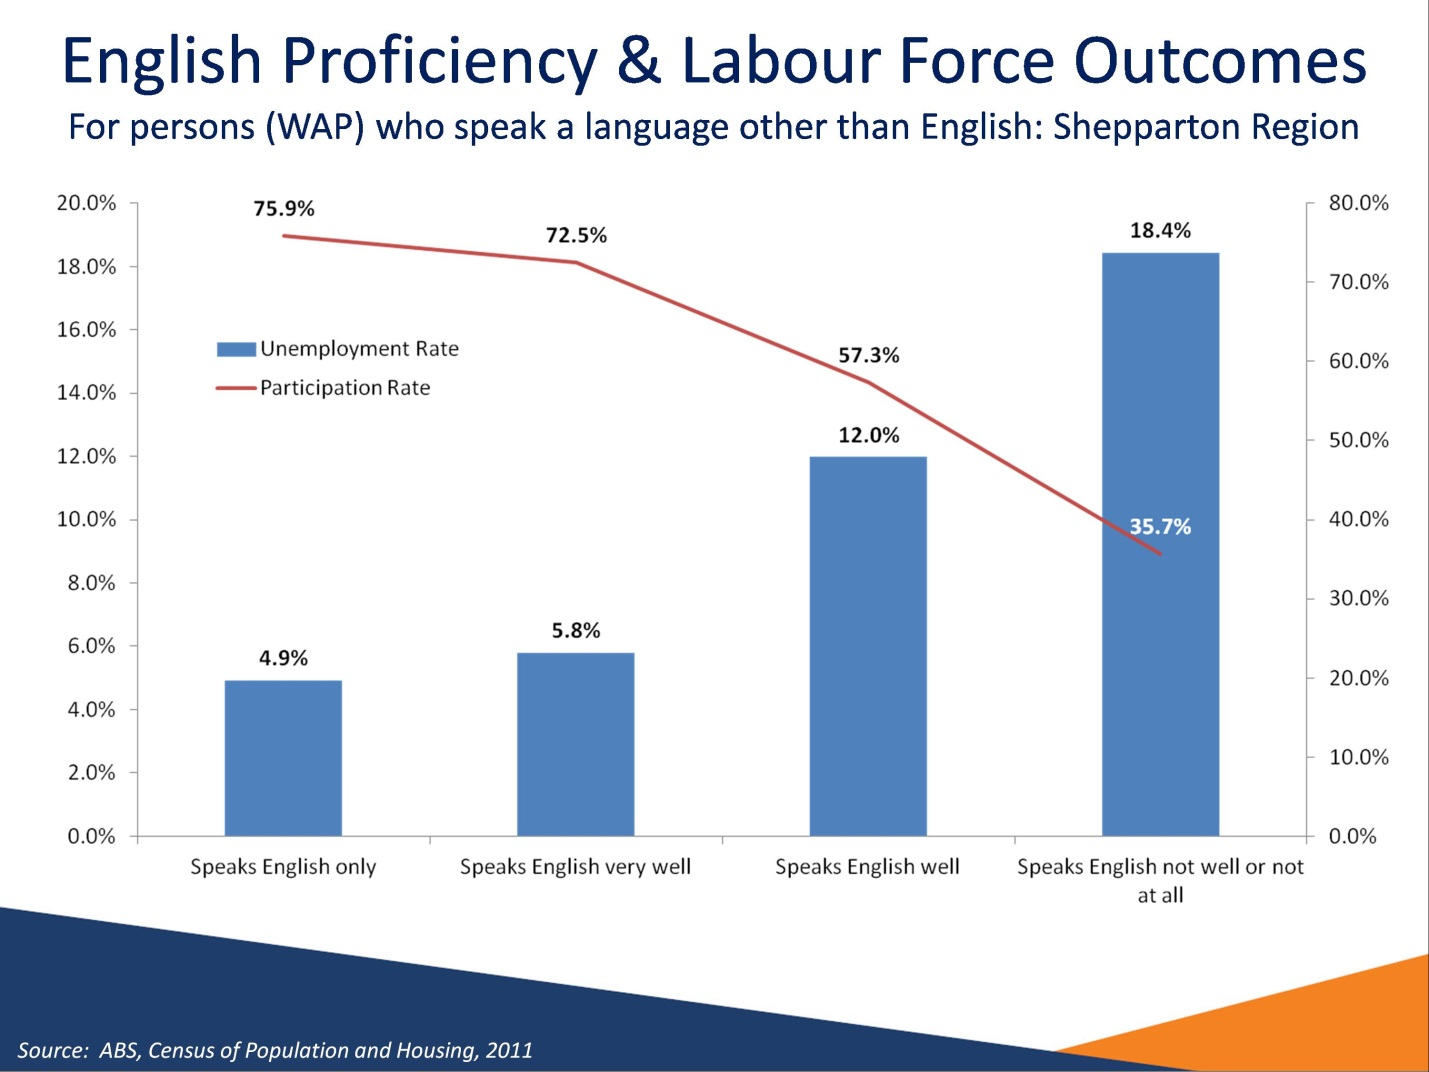 English Proficiency & Labour Force Outcomes
For persons (WAP) who speak a language other than English: Shepparton Region
20.0%
18.0%
16.0%
14.0%
12.0%
10.0%
8.0%
6.0%
4.0%
2.0%
0.0%
75.9%
72.5%
57.3%
35.7%
Unemployment Rate
Participation Rate
4.9%
5.8%
12.0%
18.4%
80.0%
70.0%
60.0%
50.0%
40.0%
30.0%
20.0%
10.0%
0.0%
Speaks English only
Speaks English very well
Speaks English well
Speaks English not well or not
at all
Source: ABS, Census of Population and Housing, 2011